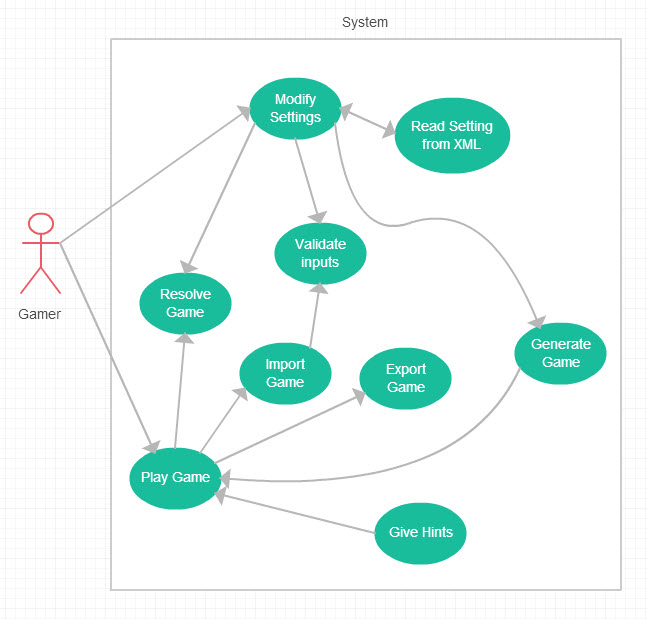 System
Modify
Settings
Read Setting
from XML
Validate
inputs
Resolve
Game
Gamer
Generate
Game
Import
Game
Export
Game
Play Game
Give Hints